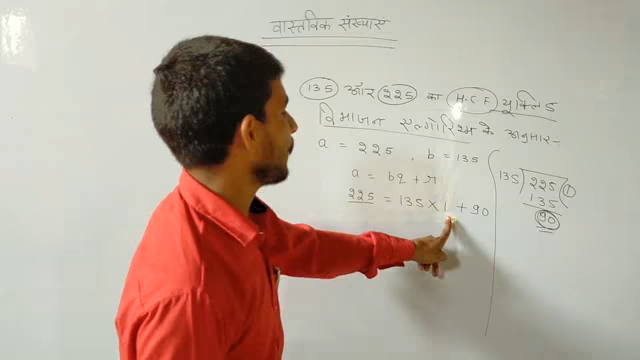 वास्तविक संख्याएं
135 और 225 का H.C.F यूक्लिड
विभाजन एल्गोरिथ्म के अनुसार-
a = 225 , b = 135
a = bq + r
225 = 135 × 1 + 90
135) 225 (1
135
90